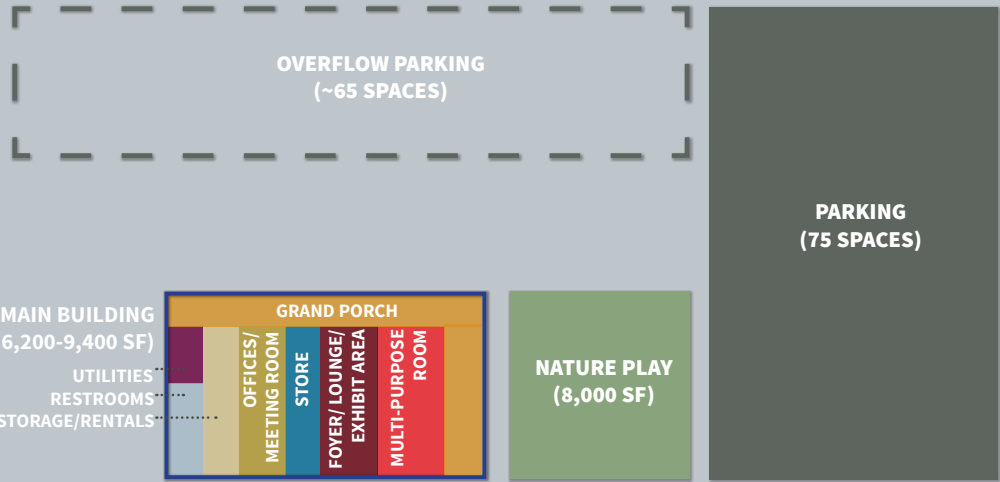 OVERFLOW PARKING
(~65 SPACES)
PARKING
(75 SPACES)
MAIN BUILDING
6,200-9,400 SF)
UTILITIES
RESTROOMS
STORAGE/RENTALS
GRAND PORCH
OFFICES/
MEETING ROOM
STORE
FOYER/ LOUNGE/
EXHIBIT AREA
MULTI-PURPOSE
ROOM
NATURE PLAY
(8,000 SF)